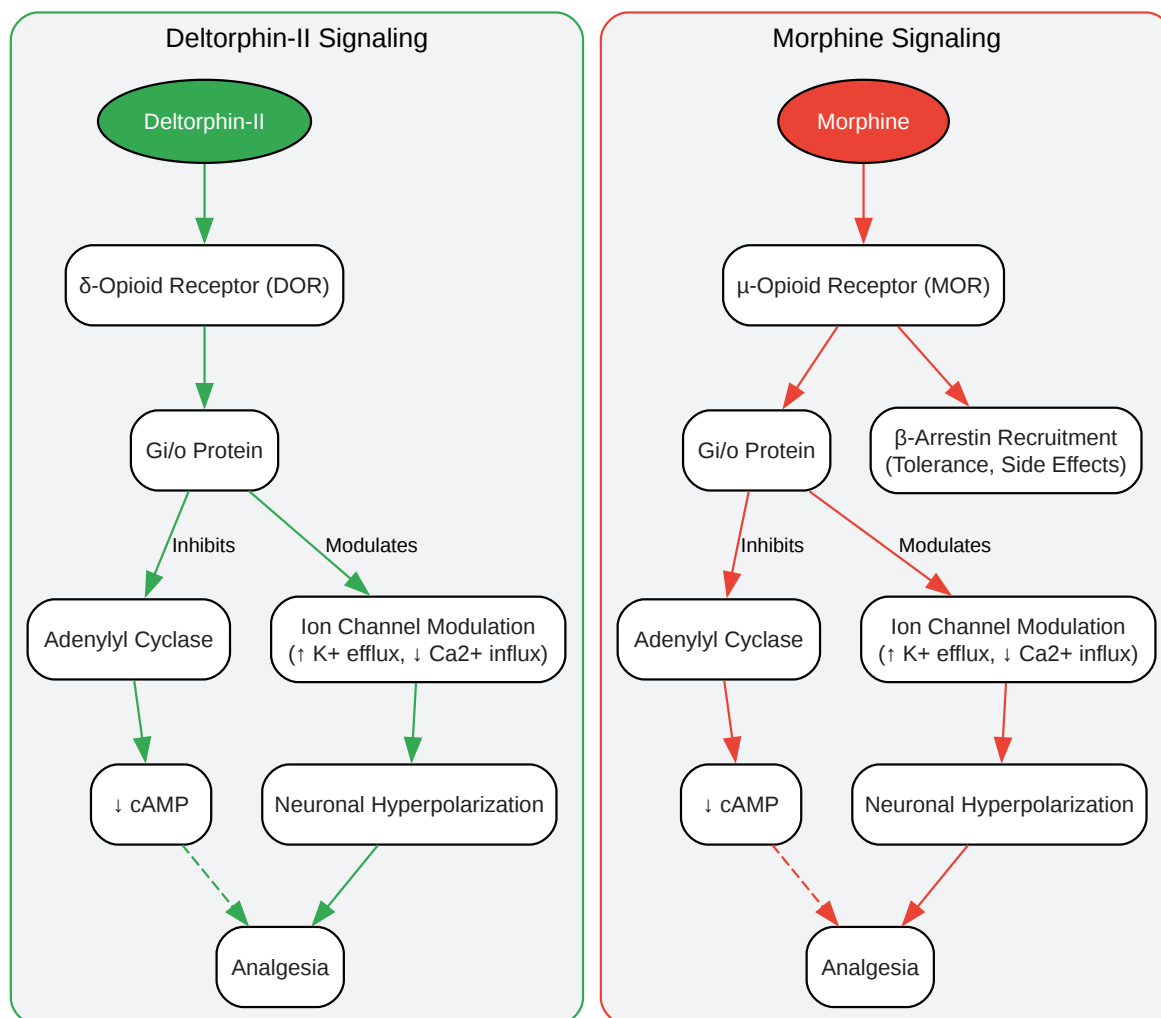 Deltorphin-II Signaling
Deltorphin-II
δ-Opioid Receptor (DOR)
Gi/o Protein
Inhibits
Modulates
Adenylyl Cyclase
Ion Channel Modulation
(↑ K+ efflux, ↓ Ca2+ influx)
↓ cAMP
Neuronal Hyperpolarization
Analgesia
Morphine Signaling
Morphine
µ-Opioid Receptor (MOR)
Gi/o Protein
β-Arrestin Recruitment
(Tolerance, Side Effects)
Inhibits
Modulates
Adenylyl Cyclase
Ion Channel Modulation
(↑ K+ efflux, ↓ Ca2+ influx)
↓ cAMP
Neuronal Hyperpolarization
Analgesia